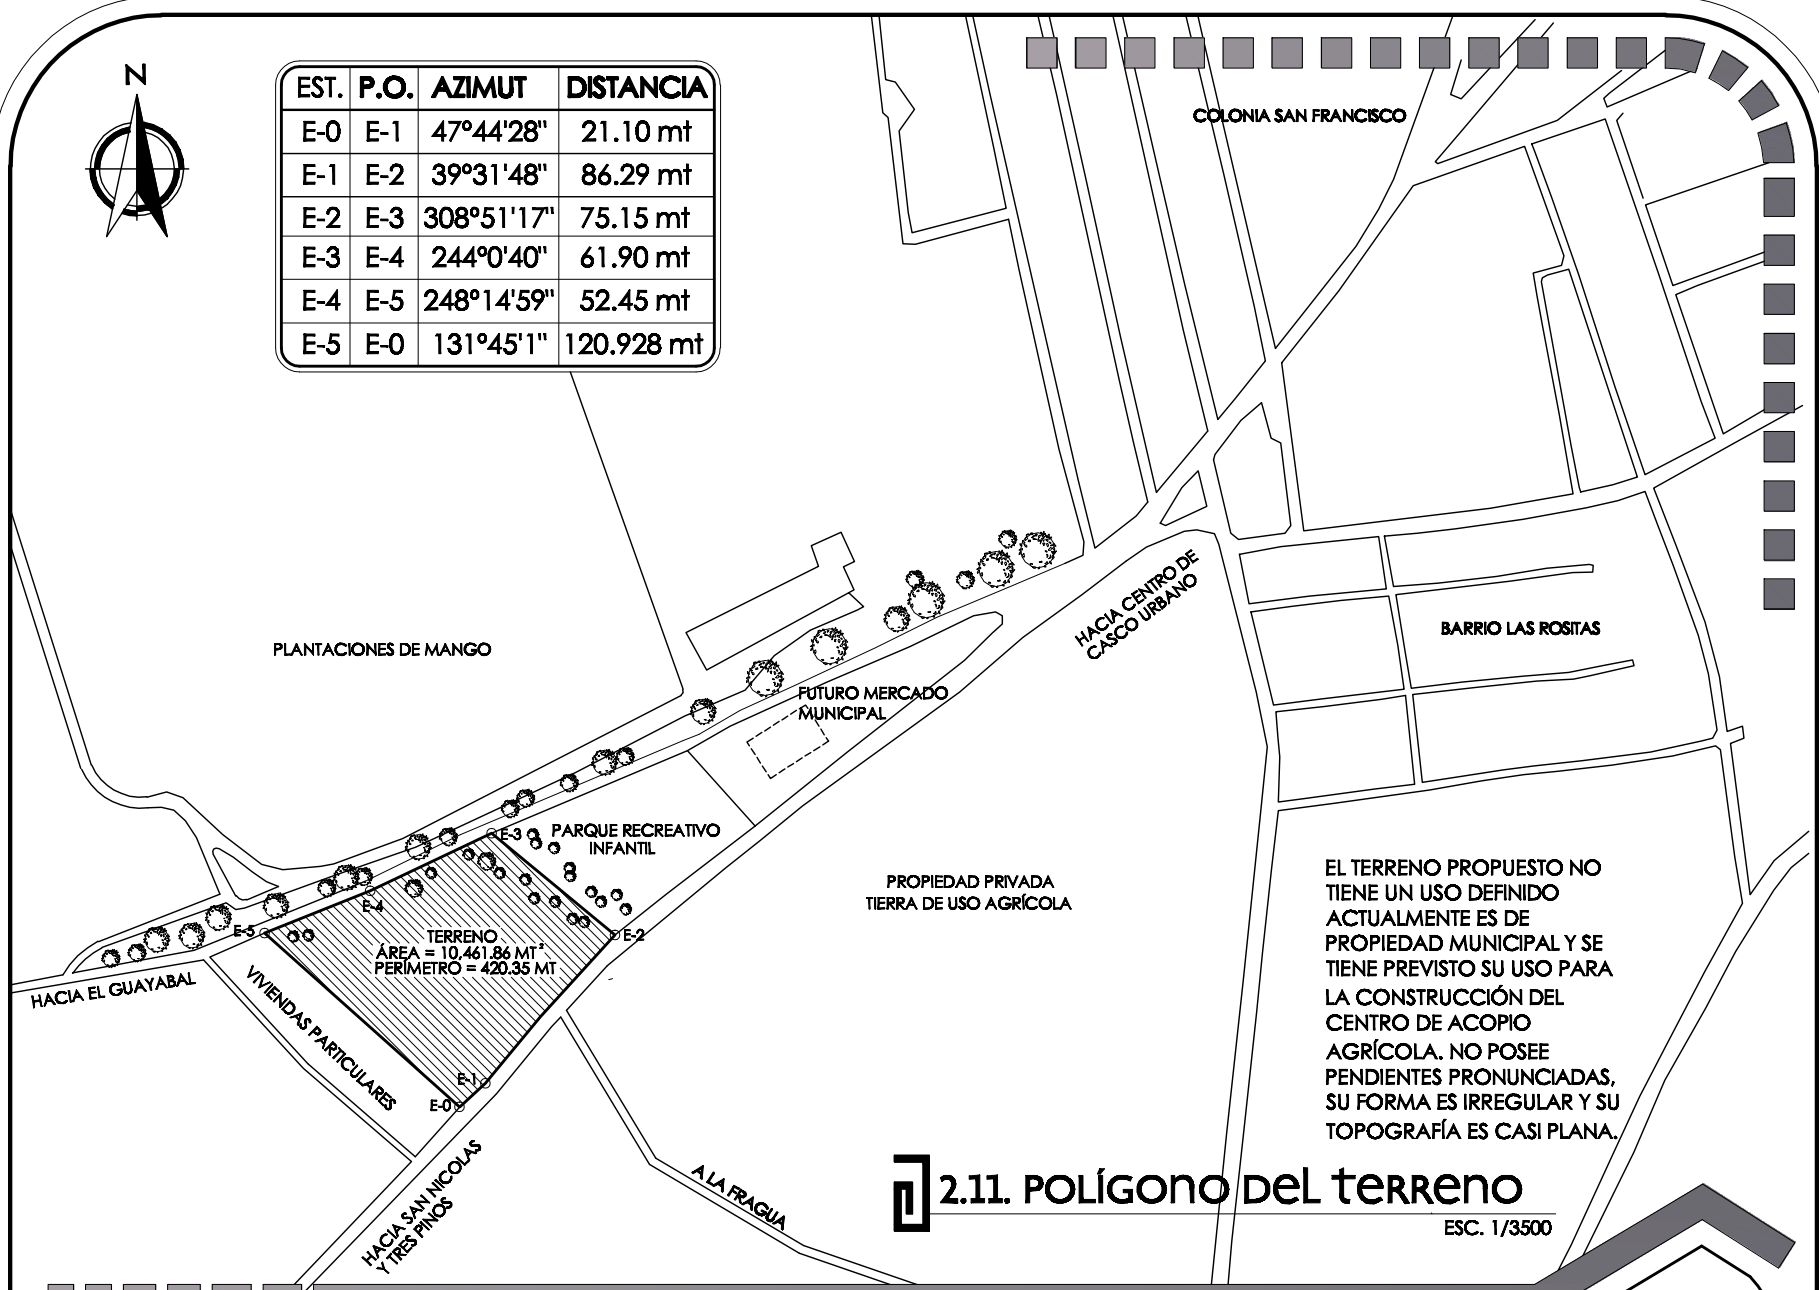 N
EST. P.O. AZIMUT DISTANCIA
E-0 E-1 47°44'28" 21.10 mt
E-1 E-2 39°31'48" 86.29 mt
E-2 E-3 308°51'17" 75.15 mt
E-3 E-4 244°0'40" 61.90 mt
E-4 E-5 248°14'59" 52.45 mt
E-5 E-0 131°45'1" 120.928 mt
COLONIA SAN FRANCISCO
HACIA CENTRO DE
CASCO URBANO
BARRIO LAS ROSITAS
PLANTACIONES DE MANGO
FUTURO MERCADO
MUNICIPAL
E-3
PARQUE RECREATIVO
INFANTIL
PROPIEDAD PRIVADA
TIERRA DE USO AGRÍCOLA
E-4
E-5
E-2
TERRENO
ÁREA = 10,461.86 MT²
PERÍMETRO = 420.35 MT
HACIA EL GUAYABAL
VIVIENDAS PARTICULARES
E-1
E-0
HACIA SAN NICOLAS
Y TRES PINOS
A LA FRAGUA
EL TERRENO PROPUESTO NO
TIENE UN USO DEFINIDO
ACTUALMENTE ES DE
PROPIEDAD MUNICIPAL Y SE
TIENE PREVISTO SU USO PARA
LA CONSTRUCCIÓN DEL
CENTRO DE ACOPIO
AGRÍCOLA. NO POSEE
PENDIENTES PRONUNCIADAS,
SU FORMA ES IRREGULAR Y SU
TOPOGRAFÍA ES CASI PLANA.
2.11. POLÍGONO DEL TERRENO
ESC. 1/3500